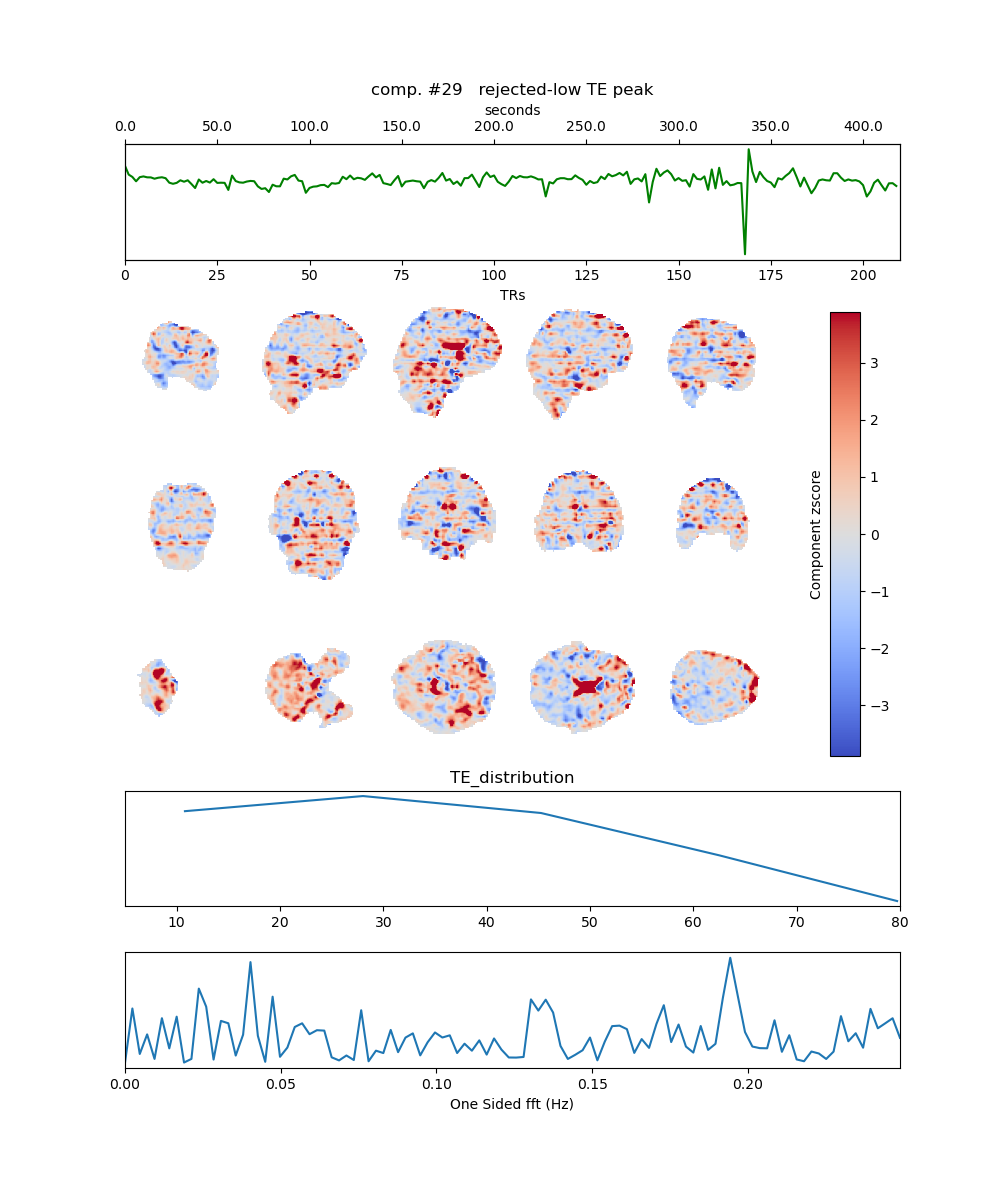 comp. #29   rejected-low TE peak
seconds
0.0 50.0 100.0 150.0 200.0 250.0 300.0 350.0 400.0
0 25 50 75 100 125 150 175 200
TRs
3
2
1
0
−1
−2
−3
Component zscore
TE_distribution
10 20 30 40 50 60 70 80
0.00 0.05 0.10 0.15 0.20
One Sided fft (Hz)